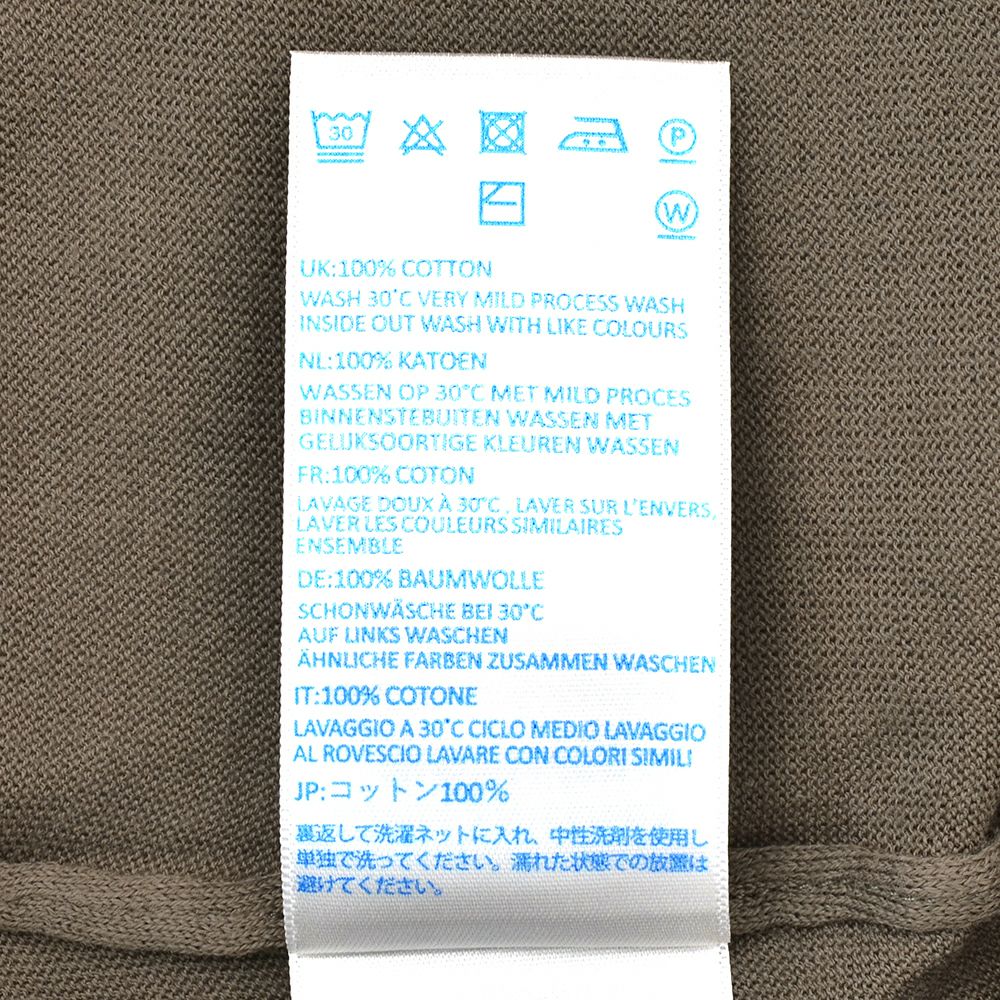 30
P
W
UK:100% COTTON
WASH 30°C VERY MILD PROCESS WASH
INSIDE OUT WASH WITH LIKE COLOURS
NL:100% KATOEN
WASSEN OP 30°C MET MILD PROCES
BINNENSTEBUITEN WASSEN MET
GELIJKSOORTIGE KLEUREN WASSEN
FR:100% COTON
LAVAGE DOUX À 30°C , LAVER SUR L'ENVERS,
LAVER LES COULEURS SIMILAIRES
ENSEMBLE
DE:100% BAUMWOLLE
SCHONWÄSCHE BEI 30°C
AUF LINKS WASCHEN
ÄHNLICHE FARBEN ZUSAMMEN WASCHEN
IT:100% COTONE
LAVAGGIO A 30°C CICLO MEDIO LAVAGGIO
AL ROVESCIO LAVARE CON COLORI SIMILI
JP:コットン100%
裏返して洗濯ネットに入れ、中性洗剤を使用し
単独で洗ってください。濡れた状態での放置は
避けてください。